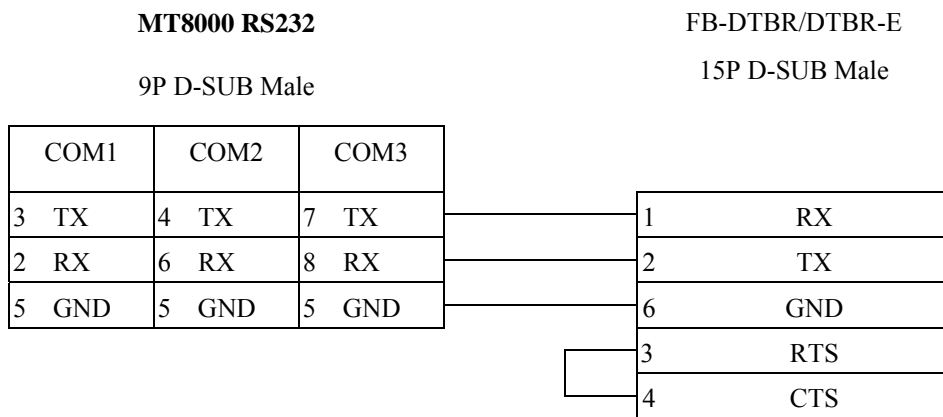 MT8000 RS232 FB-DTBR/DTBR-E
9P D-SUB Male 15P D-SUB Male
COM1 COM2 COM3
3 TX 4 TX 7 TX 1 RX
2 RX 6 RX 8 RX 2 TX
5 GND 5 GND 5 GND 6 GND
3 RTS
4 CTS